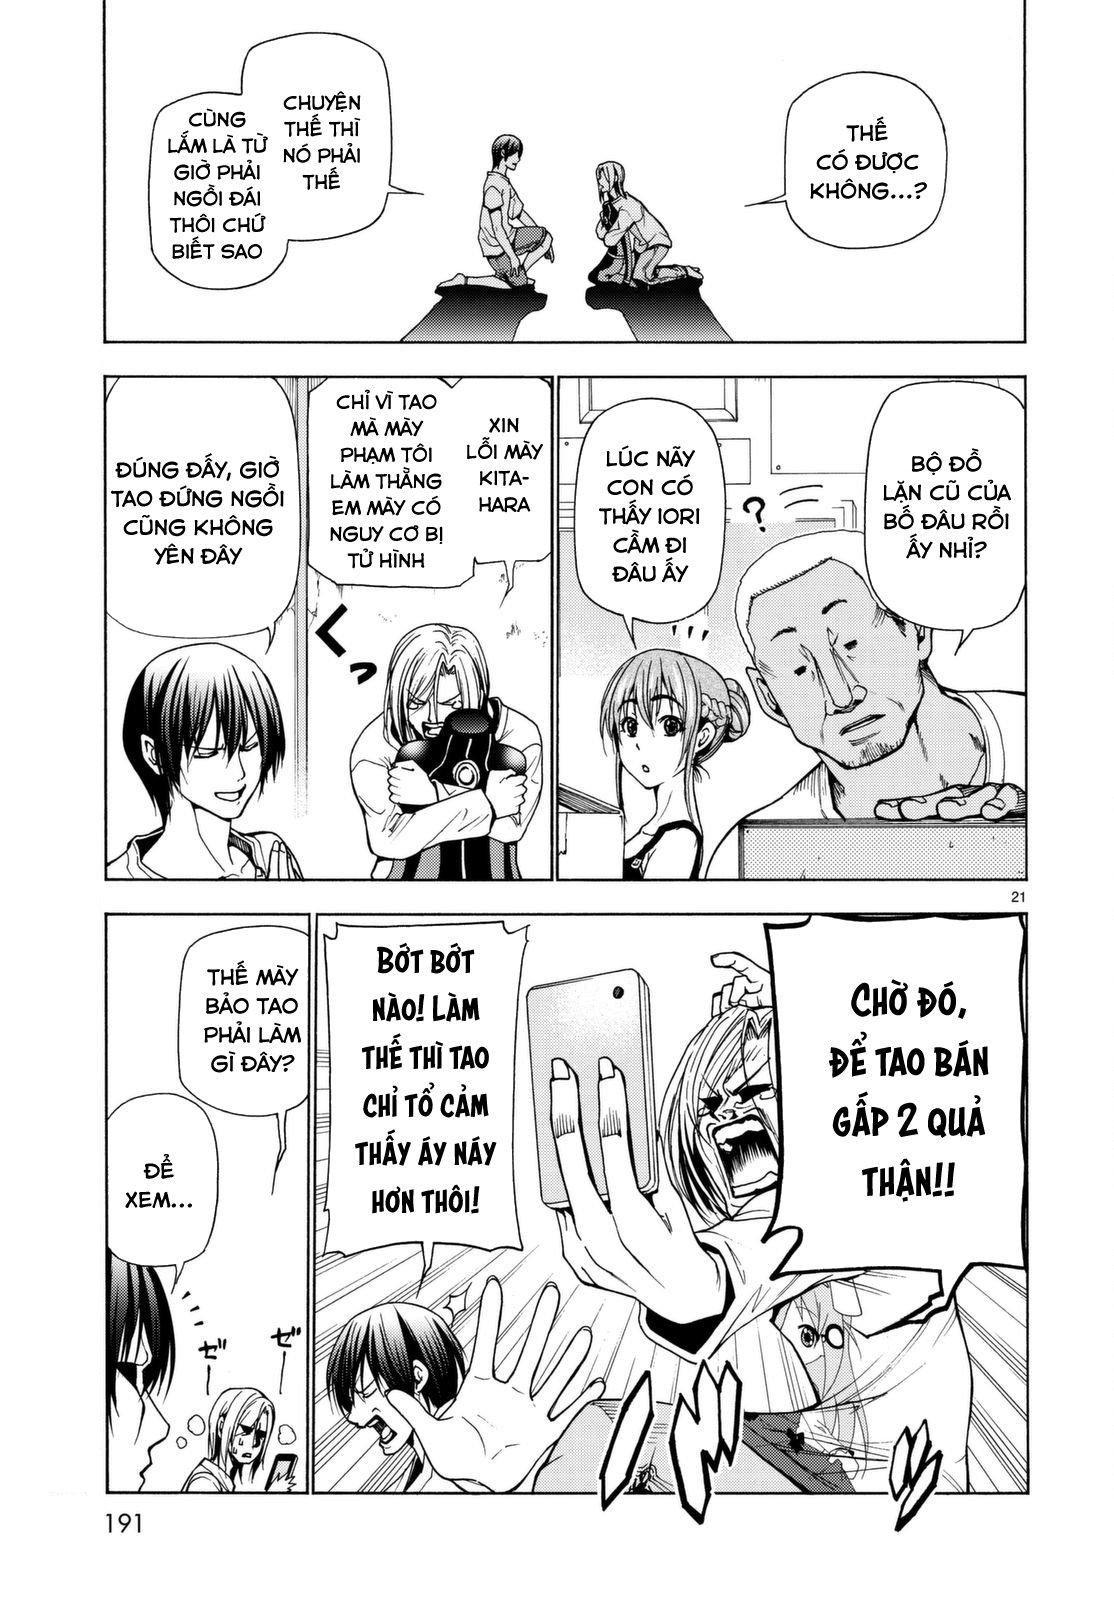 THẾ
CÓ ĐƯỢC
KHÔNG...?
CHUYỆN
THẾ THÌ
NÓ PHẢI
THẾ
CÙNG
LẮM LÀ TỪ
GIỜ PHẢI
NGỒI ĐÁI
THÔI CHỨ
BIẾT SAO
BỘ ĐỒ
LẶN CŨ CỦA
BỐ ĐÂU RỒI
ẤY NHỈ?
?
LÚC NÃY
CON CÓ
THẤY IORI
CẦM ĐI
ĐÂU ẤY
XIN
LỖI MÀY
KITA-
HARA
CHỈ VÌ TAO
MÀ MÀY
PHẠM TÔI
LÀM THẰNG
EM MÀY CÓ
NGUY CƠ BỊ
TỬ HÌNH
くっ
ĐÚNG ĐẤY, GIỜ
TAO ĐỨNG NGỒI
CŨNG KHÔNG
YÊN ĐÂY
21
CHỜ ĐÓ,
ĐỂ TAO BÁN
GẤP 2 QUẢ
THẬN!!
BỚT BỚT
NÀO! LÀM
THẾ THÌ TAO
CHỈ TỔ CẢM
THẤY ÁY NÁY
HƠN THÔI!
THẾ MÀY
BẢO TAO
PHẢI LÀM
GÌ ĐÂY?
ĐỂ
XEM...
ゼー
ゼー
191